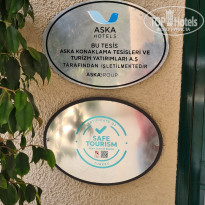 TopHotels
ASKA
HOTELS
BU TESİS
ASKA KONAKLAMA TESİSLERİ VE
TURİZM YATIRIMLARI A.Ş
TARAFINDAN İŞLETİLMEKTEDİR
ASKAGROUP
SAFE
TOURISM